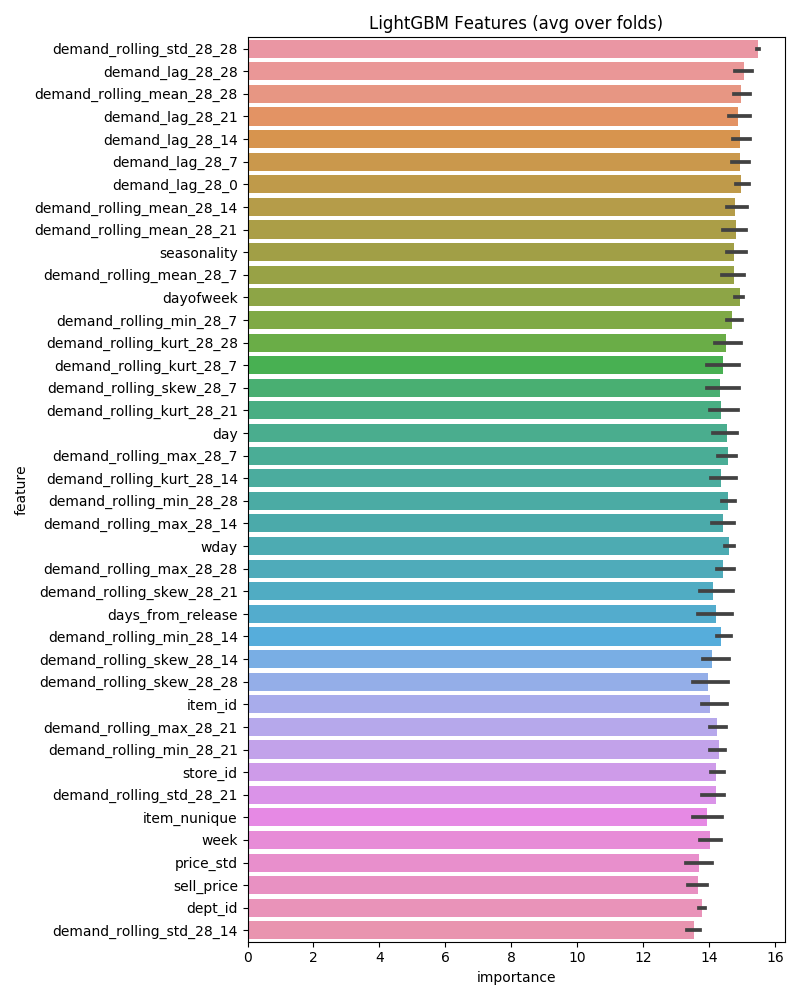 LightGBM Features (avg over folds)
demand_rolling_std_28_28
demand_lag_28_28
demand_rolling_mean_28_28
demand_lag_28_21
demand_lag_28_14
demand_lag_28_7
demand_lag_28_0
demand_rolling_mean_28_14
demand_rolling_mean_28_21
seasonality
demand_rolling_mean_28_7
dayofweek
demand_rolling_min_28_7
demand_rolling_kurt_28_28
demand_rolling_kurt_28_7
demand_rolling_skew_28_7
demand_rolling_kurt_28_21
day
demand_rolling_max_28_7
demand_rolling_kurt_28_14
demand_rolling_min_28_28
demand_rolling_max_28_14
wday
demand_rolling_max_28_28
demand_rolling_skew_28_21
days_from_release
demand_rolling_min_28_14
demand_rolling_skew_28_14
demand_rolling_skew_28_28
item_id
demand_rolling_max_28_21
demand_rolling_min_28_21
store_id
demand_rolling_std_28_21
item_nunique
week
price_std
sell_price
dept_id
demand_rolling_std_28_14
feature
0 2 4 6 8 10 12 14 16
importance